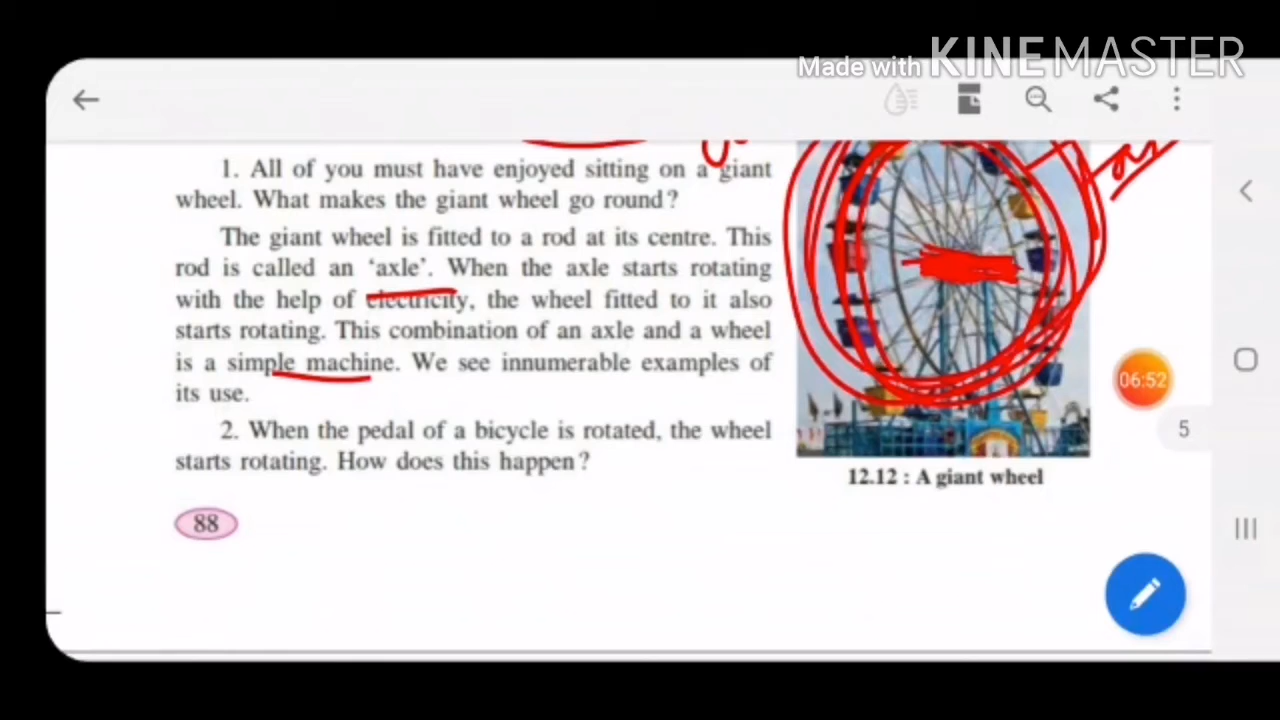 Made with KINEMASTER
1. All of you must have enjoyed sitting on a giant
wheel. What makes the giant wheel go round?
The giant wheel is fitted to a rod at its centre. This
rod is called an ‘axle’. When the axle starts rotating
with the help of electricity, the wheel fitted to it also
starts rotating. This combination of an axle and a wheel
is a simple machine. We see innumerable examples of
its use.
2. When the pedal of a bicycle is rotated, the wheel
starts rotating. How does this happen?
12.12 : A giant wheel
88
06:52
5